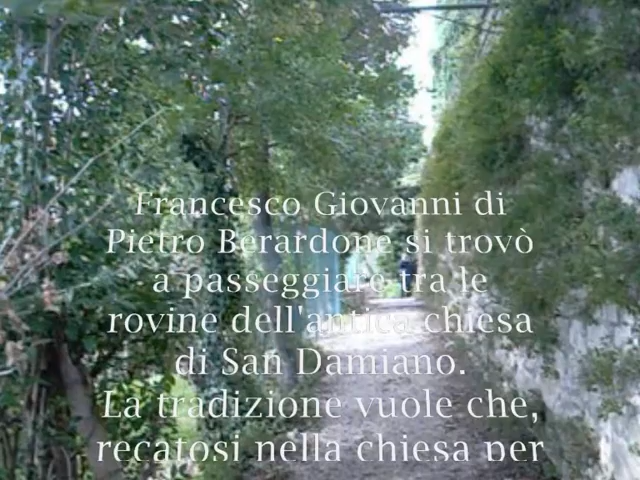 Francesco Giovanni di
Pietro Berardone si trovò
a passeggiare tra le
rovine dell'antica chiesa
di San Damiano.
La tradizione vuole che,
recatosi nella chiesa per